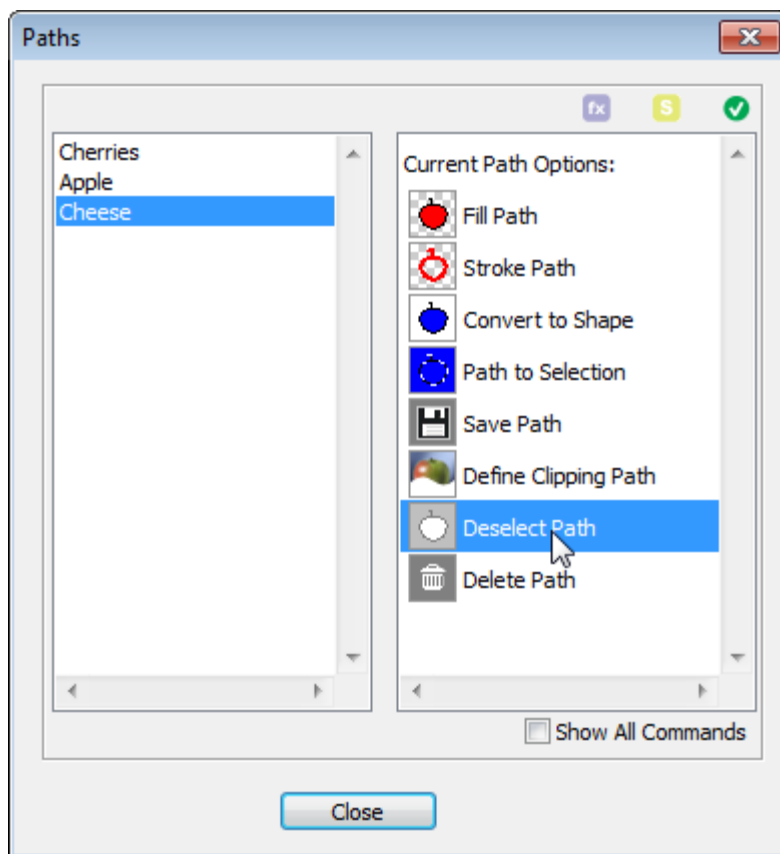 Paths
fx
S
Cherries
Apple
Cheese
Current Path Options:
Fill Path
Stroke Path
Convert to Shape
Path to Selection
Save Path
Define Clipping Path
Deselect Path
Delete Path
Show All Commands
Close